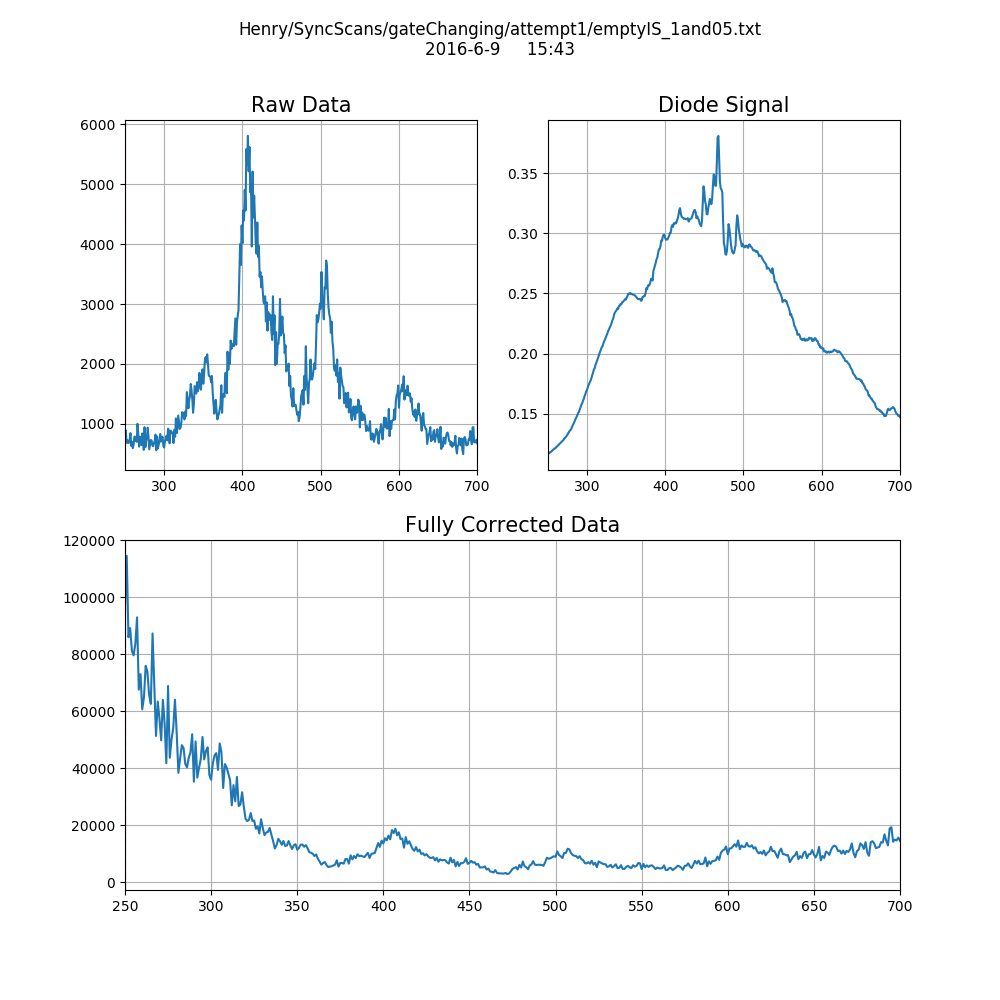 Henry/SyncScans/gateChanging/attempt1/emptyIS_1and05.txt
2016-6-9 15:43
Raw Data
6000
5000
4000
3000
2000
1000
300 400 500 600 700
Diode Signal
0.35
0.30
0.25
0.20
0.15
300 400 500 600 700
Fully Corrected Data
120000
100000
80000
60000
40000
20000
0
250 300 350 400 450 500 550 600 650 700